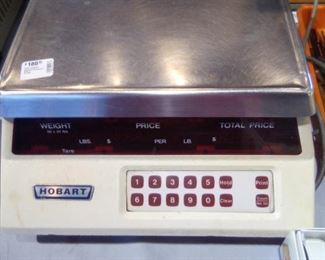 $180
WEIGHT PRICE TOTAL PRICE
LBS. $ PER LB. $
Tare
HOBART
1 2 3 4 5 Hold Print
6 7 8 9 0 Clear